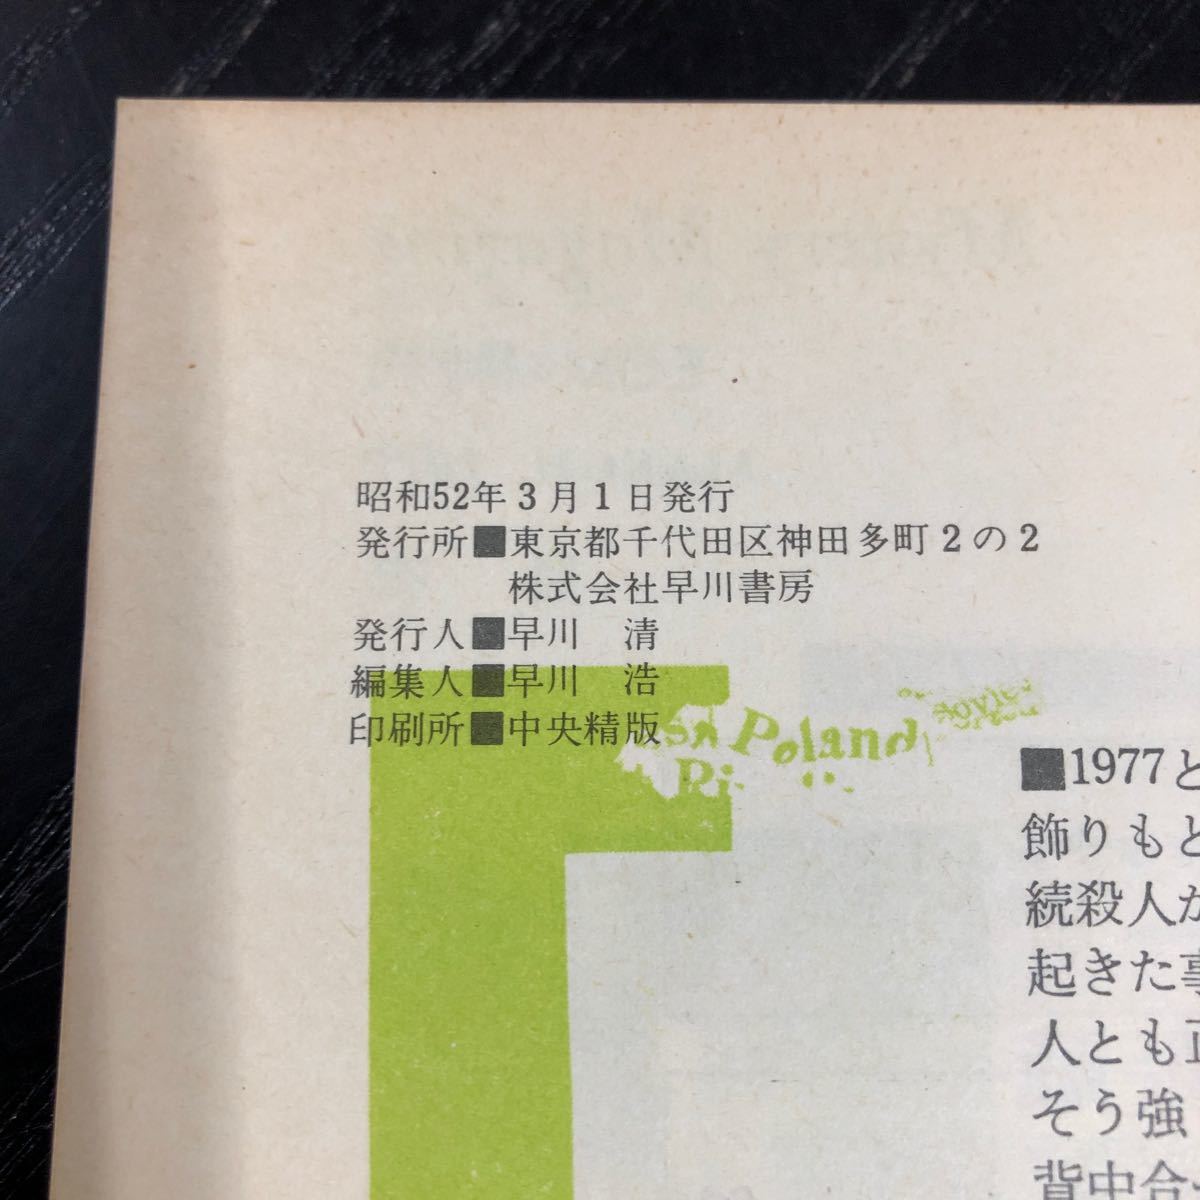 昭和52年3月1日発行
発行所■東京都千代田区神田多町2の2
株式会社早川書房
発行人■早川　清
編集人■早川　浩
印刷所■中央精版
Poland
■1977と
飾りもと
続殺人が
起きた事
人とも正
そう強
背中合